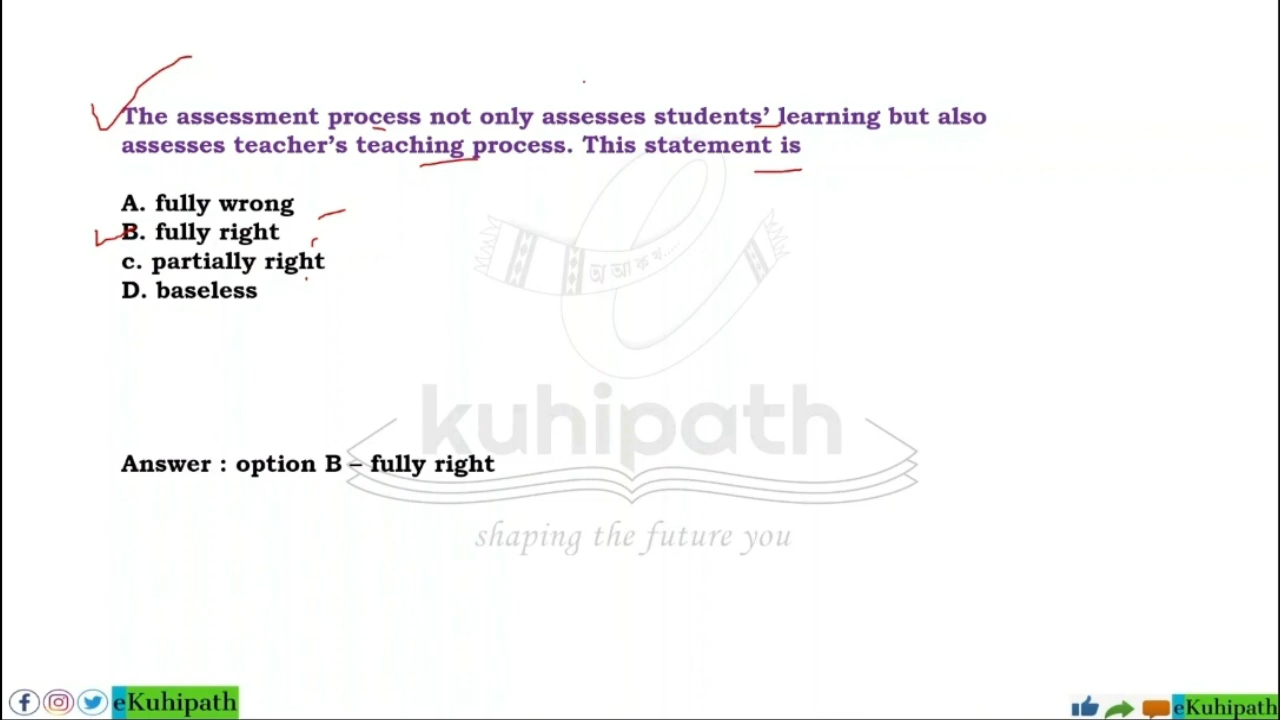 The assessment process not only assesses students’ learning but also
assesses teacher’s teaching process. This statement is
A. fully wrong
B. fully right
c. partially right
D. baseless
অ আ ক খ....
kuhipath
Answer : option B – fully right
shaping the future you
eKuhipath
eKuhipath